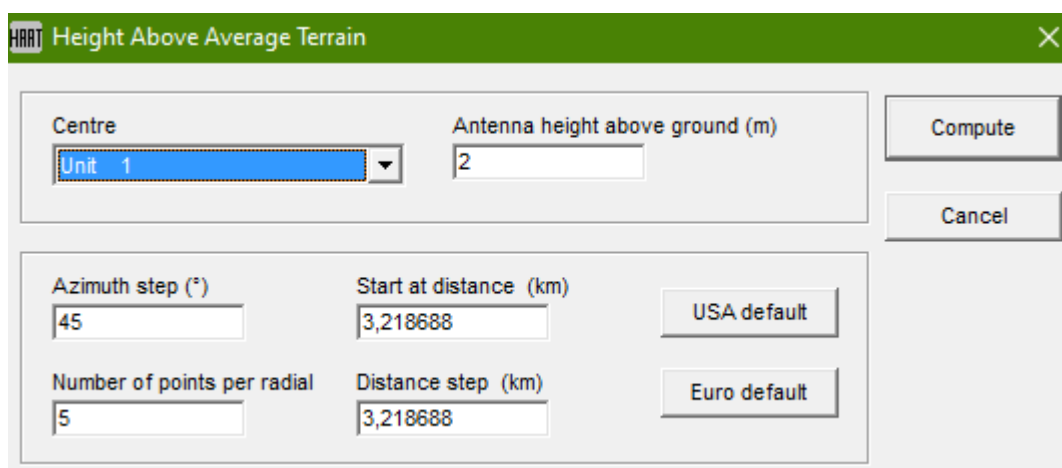 HAAT Height Above Average Terrain
Centre
Antenna height above ground (m)
Unit 1
2
Compute
Cancel
Azimuth step (°)
Start at distance (km)
45
3,218688
USA default
Number of points per radial
Distance step (km)
5
3,218688
Euro default